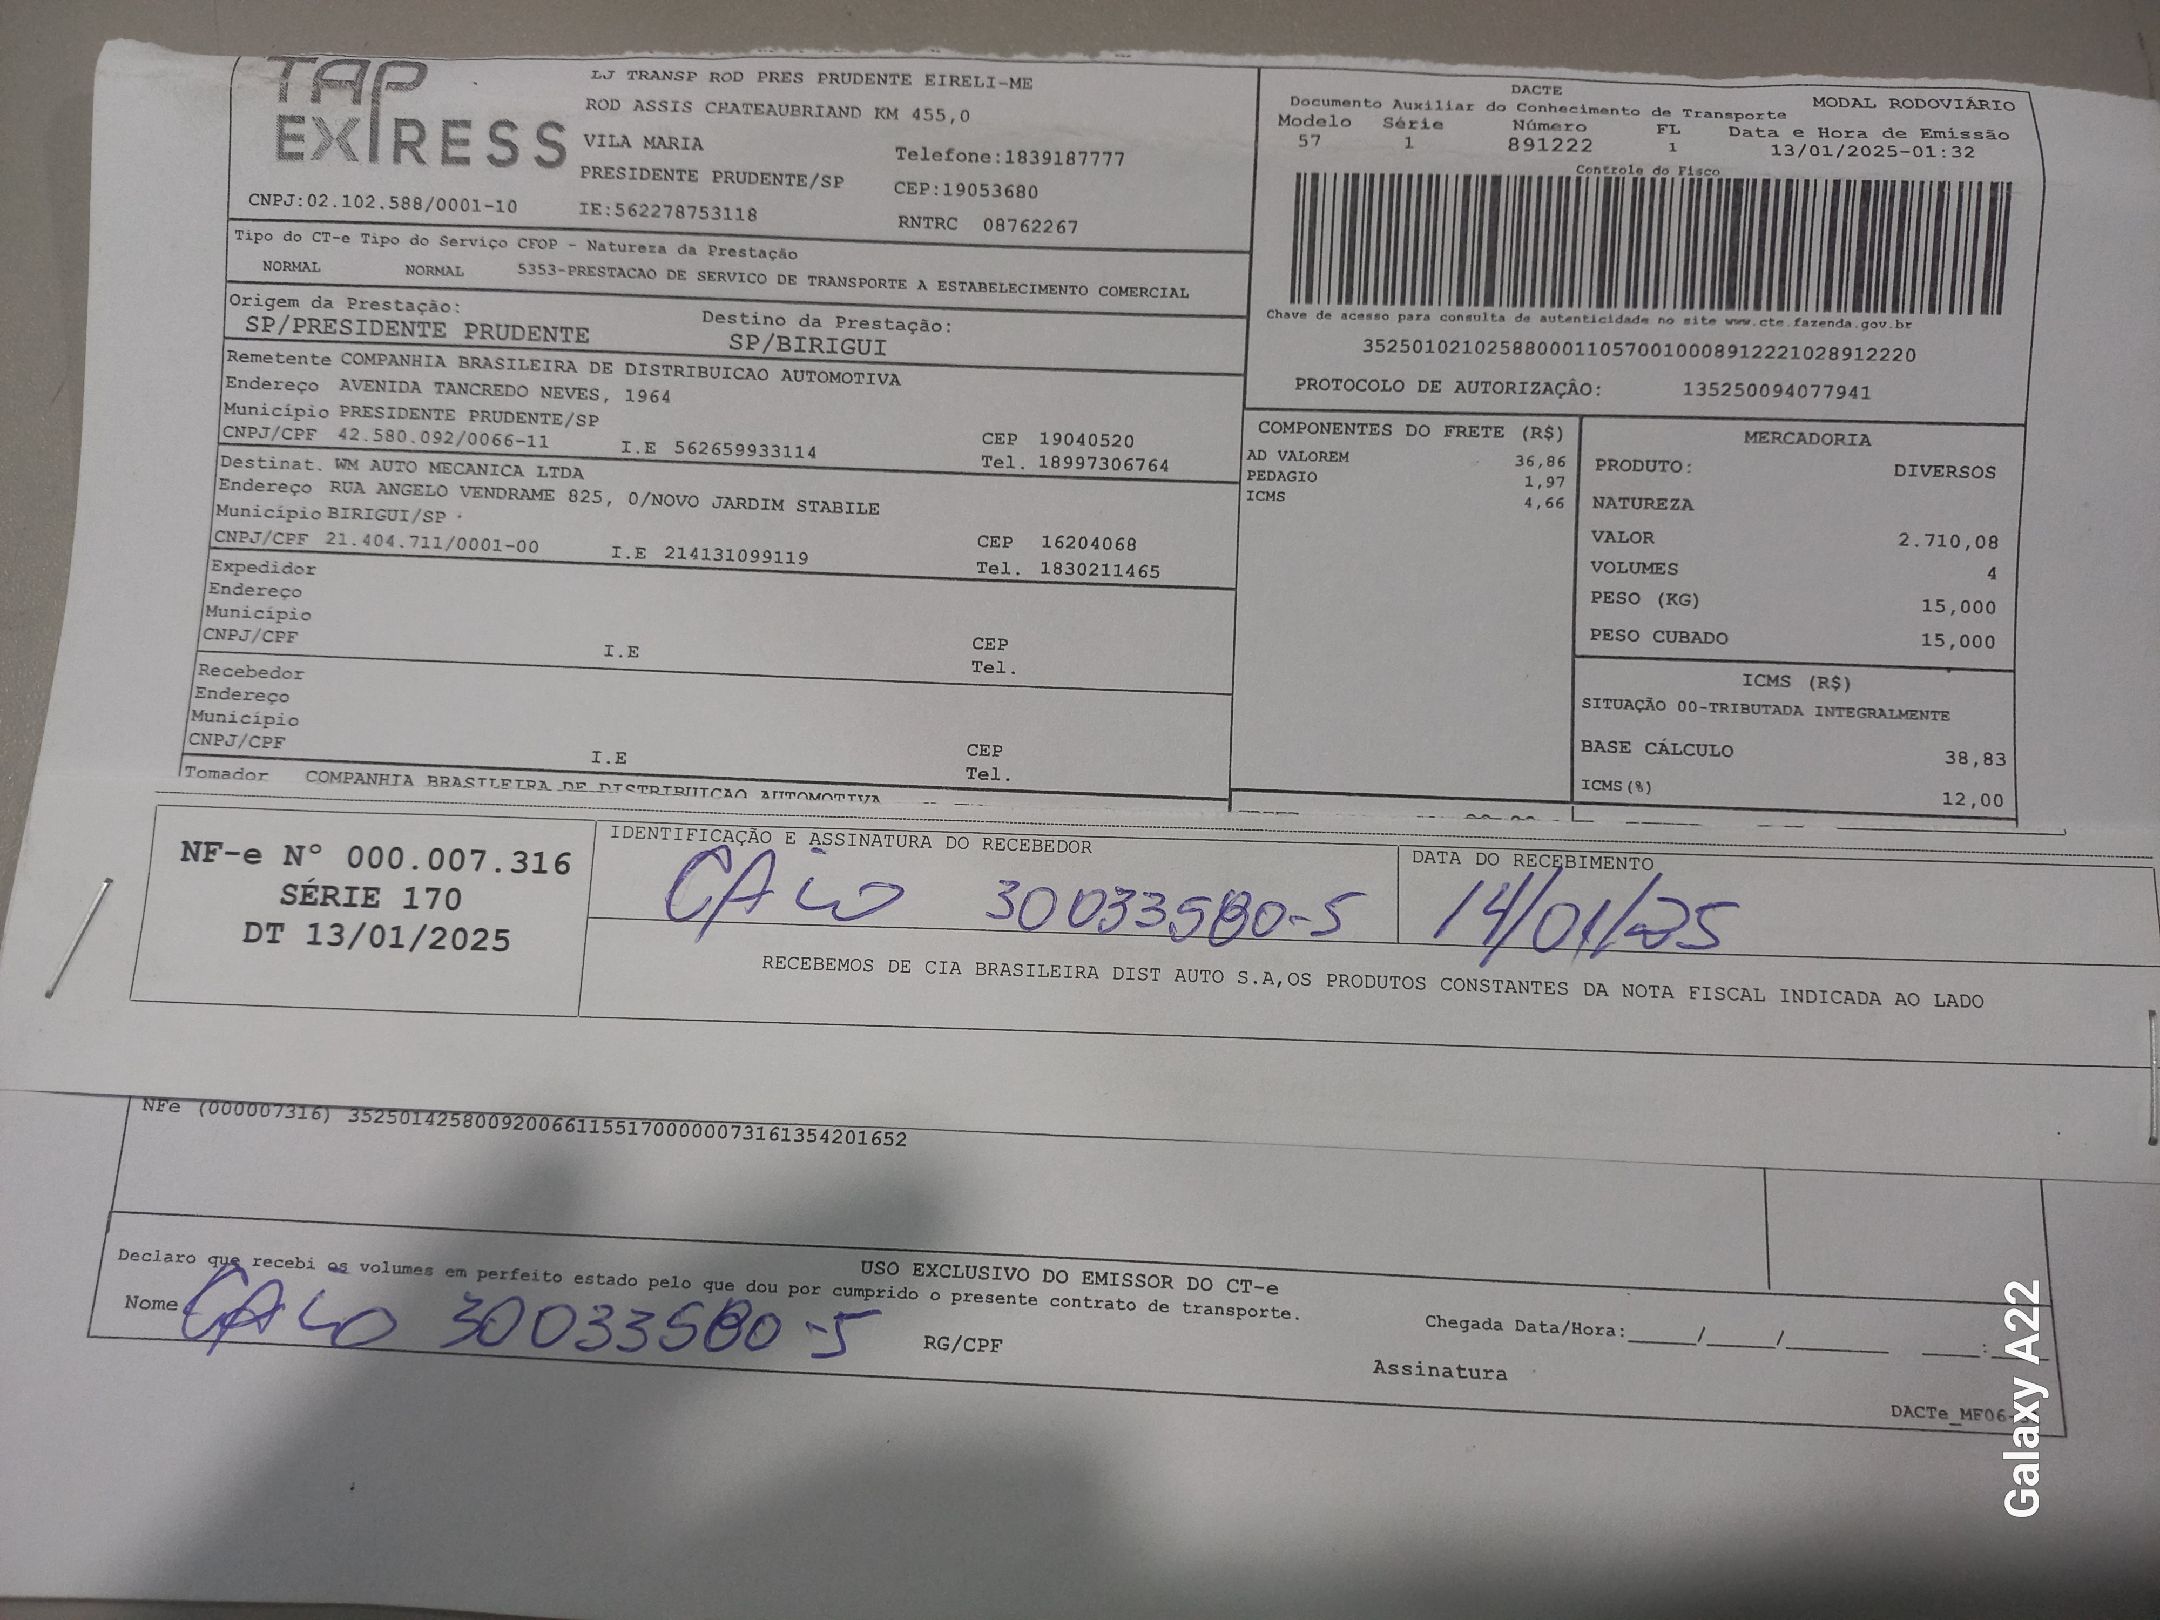 TAP EXPRESS
LJ TRANSP ROD PRES PRUDENTE EIRELI-ME
ROD ASSIS CHATEAUBRIAND KM 455,0
VILA MARIA
Telefone:1839187777
PRESIDENTE PRUDENTE/SP
CEP:19053680
CNPJ:02.102.588/0001-10
IE:562278753118
RNTRC 08762267
DACTE
Documento Auxiliar do Conhecimento de Transporte
MODAL RODOVIÁRIO
Modelo Série Número FL Data e Hora de Emissão
57 1 891222 1 13/01/2025-01:32
Controle do Fisco
Chave de acesso para consulta de autenticidade no site www.cte.fazenda.gov.br
35250102102588000110570010008912221028912220
PROTOCOLO DE AUTORIZAÇÂO: 135250094077941
Tipo do CT-e Tipo do Serviço CFOP - Natureza da Prestação
NORMAL NORMAL 5353-PRESTACAO DE SERVICO DE TRANSPORTE A ESTABELECIMENTO COMERCIAL
Origem da Prestação: Destino da Prestação:
SP/PRESIDENTE PRUDENTE SP/BIRIGUI
Remetente COMPANHIA BRASILEIRA DE DISTRIBUICAO AUTOMOTIVA
Endereço AVENIDA TANCREDO NEVES, 1964
Município PRESIDENTE PRUDENTE/SP
CEP 19040520
CNPJ/CPF 42.580.092/0066-11 I.E 562659933114 Tel. 18997306764
Destinat. WM AUTO MECANICA LTDA
Endereço RUA ANGELO VENDRAME 825, 0/NOVO JARDIM STABILE
Município BIRIGUI/SP
CEP 16204068
CNPJ/CPF 21.404.711/0001-00 I.E 214131099119 Tel. 1830211465
Expedidor
Endereço
Município
CEP
CNPJ/CPF I.E Tel.
Recebedor
Endereço
Município
CEP
CNPJ/CPF I.E Tel.
Tomador COMPANHIA BRASILEIRA DE DISTRIBUICAO AUTOMOTIVA
COMPONENTES DO FRETE (R$)
AD VALOREM 36,86
PEDAGIO 1,97
ICMS 4,66
MERCADORIA
PRODUTO: DIVERSOS
NATUREZA
VALOR 2.710,08
VOLUMES 4
PESO (KG) 15,000
PESO CUBADO 15,000
ICMS (R$)
SITUAÇÃO 00-TRIBUTADA INTEGRALMENTE
BASE CÁLCULO 38,83
ICMS(%) 12,00
NF-e N° 000.007.316
SÉRIE 170
DT 13/01/2025
IDENTIFICAÇÃO E ASSINATURA DO RECEBEDOR
CAiO 30033580-5
DATA DO RECEBIMENTO
14/01/25
RECEBEMOS DE CIA BRASILEIRA DIST AUTO S.A,OS PRODUTOS CONSTANTES DA NOTA FISCAL INDICADA AO LADO
NFe (000007316) 35250142580092006611551700000073161354201652
USO EXCLUSIVO DO EMISSOR DO CT-e
Declaro que recebi os volumes em perfeito estado pelo que dou por cumprido o presente contrato de transporte.
Nome CAiO 30033580-5 RG/CPF
Chegada Data/Hora:_____/_____/_______ ____:____
Assinatura
DACTe_MF06-
Galaxy A22